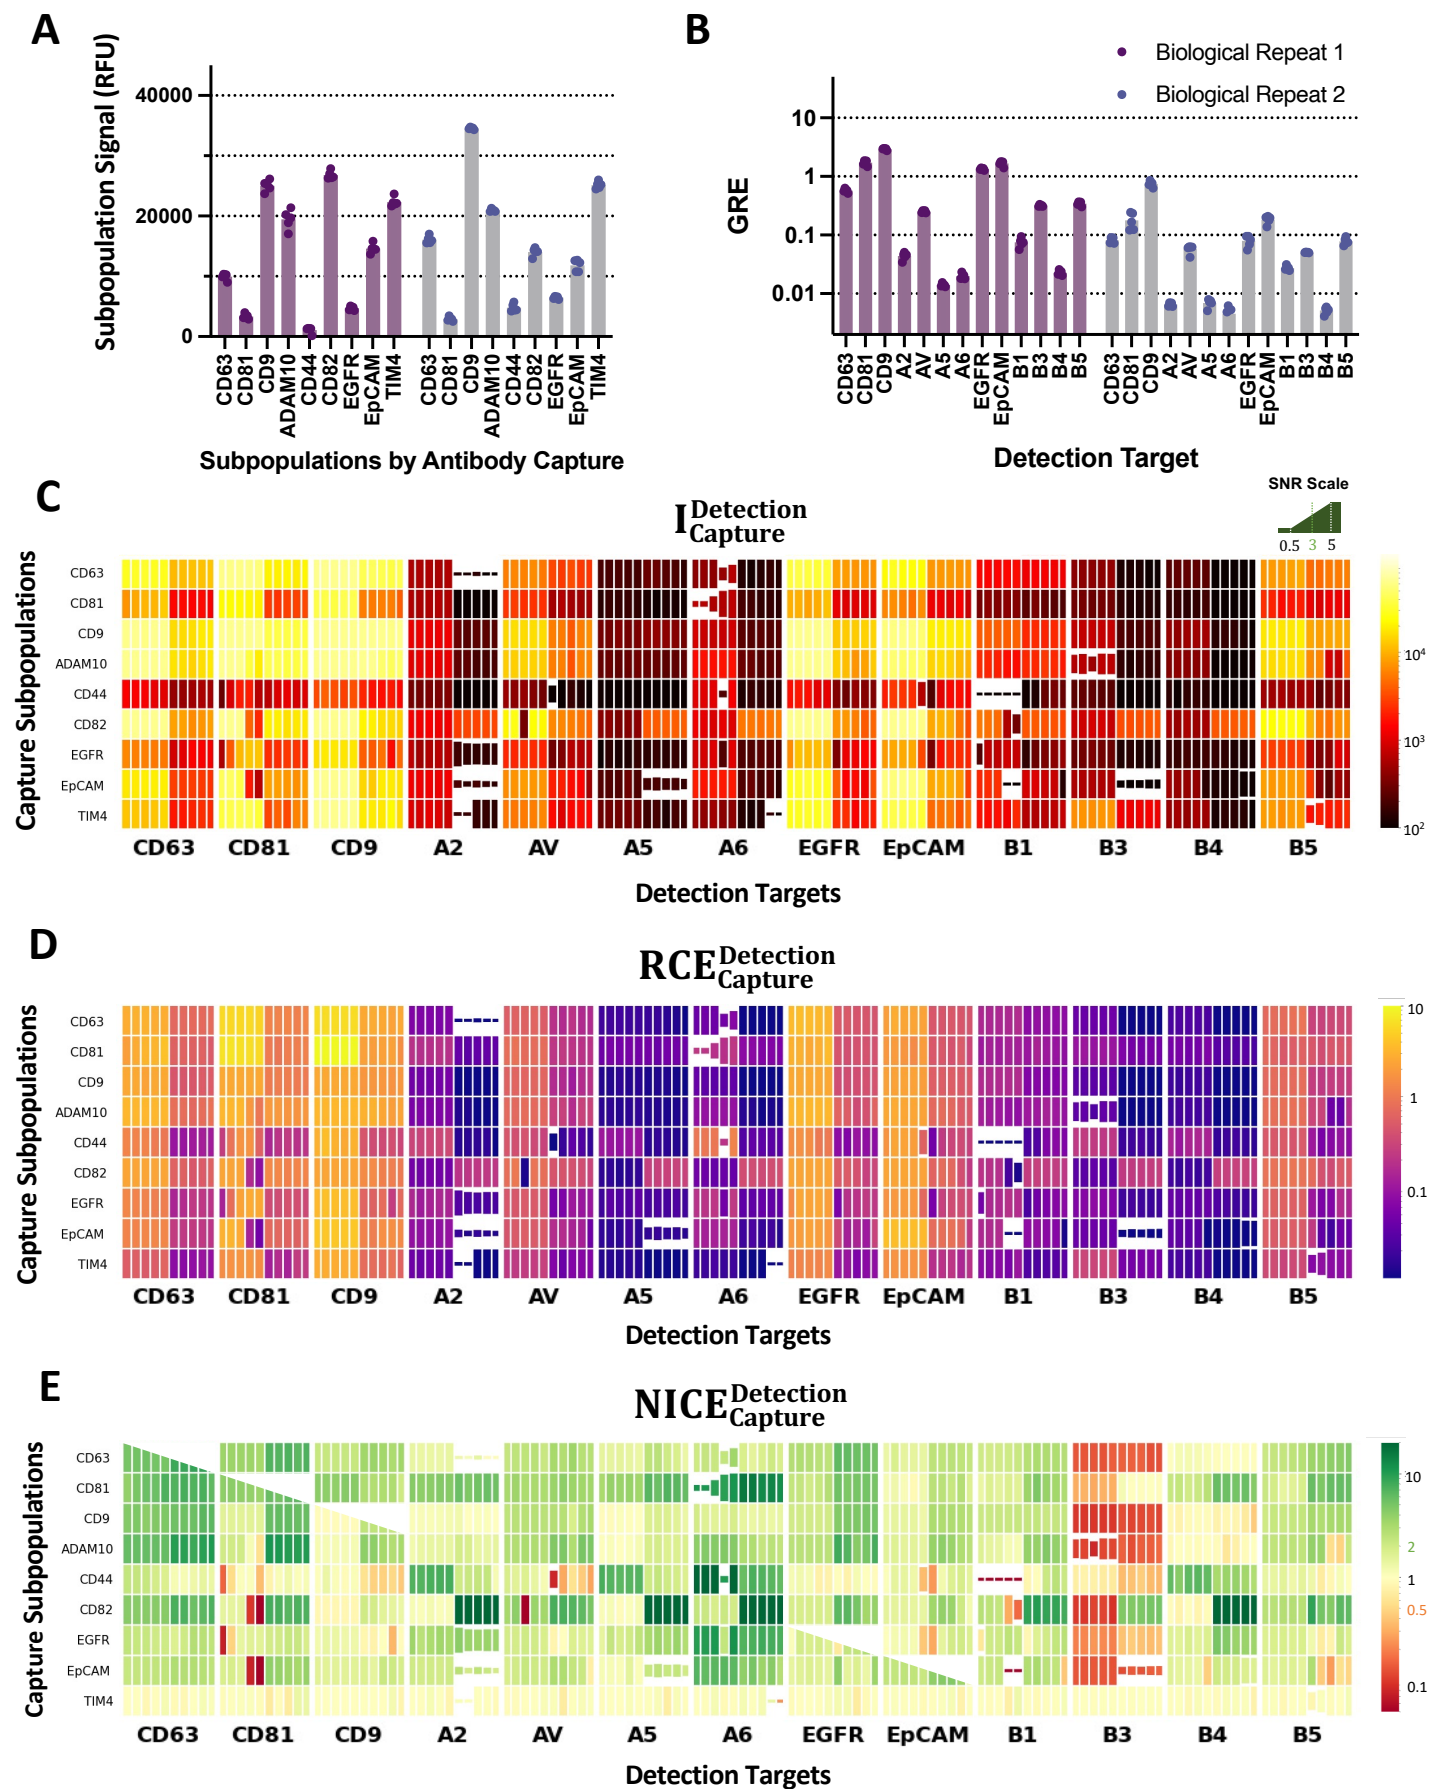 A
Subpopulation Signal (RFU)
40000
20000
0
CD63
CD81
CD9
ADAM10
CD44
CD82
EGFR
EpCAM
TIM4
CD63
CD81
CD9
ADAM10
CD44
CD82
EGFR
EpCAM
TIM4
Subpopulations by Antibody Capture
B
Biological Repeat 1
Biological Repeat 2
GRE
10
1
0.1
0.01
CD63
CD81
CD9
A2
AV
A5
A6
EGFR
EpCAM
B1
B3
B4
B5
CD63
CD81
CD9
A2
AV
A5
A6
EGFR
EpCAM
B1
B3
B4
B5
Detection Target
C
I Detection Capture
SNR Scale
0.5 3 5
Capture Subpopulations
CD63
CD81
CD9
ADAM10
CD44
CD82
EGFR
EpCAM
TIM4
10⁴
10³
10²
CD63 CD81 CD9 A2 AV A5 A6 EGFR EpCAM B1 B3 B4 B5
Detection Targets
D
RCE Detection Capture
Capture Subpopulations
CD63
CD81
CD9
ADAM10
CD44
CD82
EGFR
EpCAM
TIM4
10
1
0.1
CD63 CD81 CD9 A2 AV A5 A6 EGFR EpCAM B1 B3 B4 B5
Detection Targets
E
NICE Detection Capture
Capture Subpopulations
CD63
CD81
CD9
ADAM10
CD44
CD82
EGFR
EpCAM
TIM4
10
2
1
0.5
0.1
CD63 CD81 CD9 A2 AV A5 A6 EGFR EpCAM B1 B3 B4 B5
Detection Targets